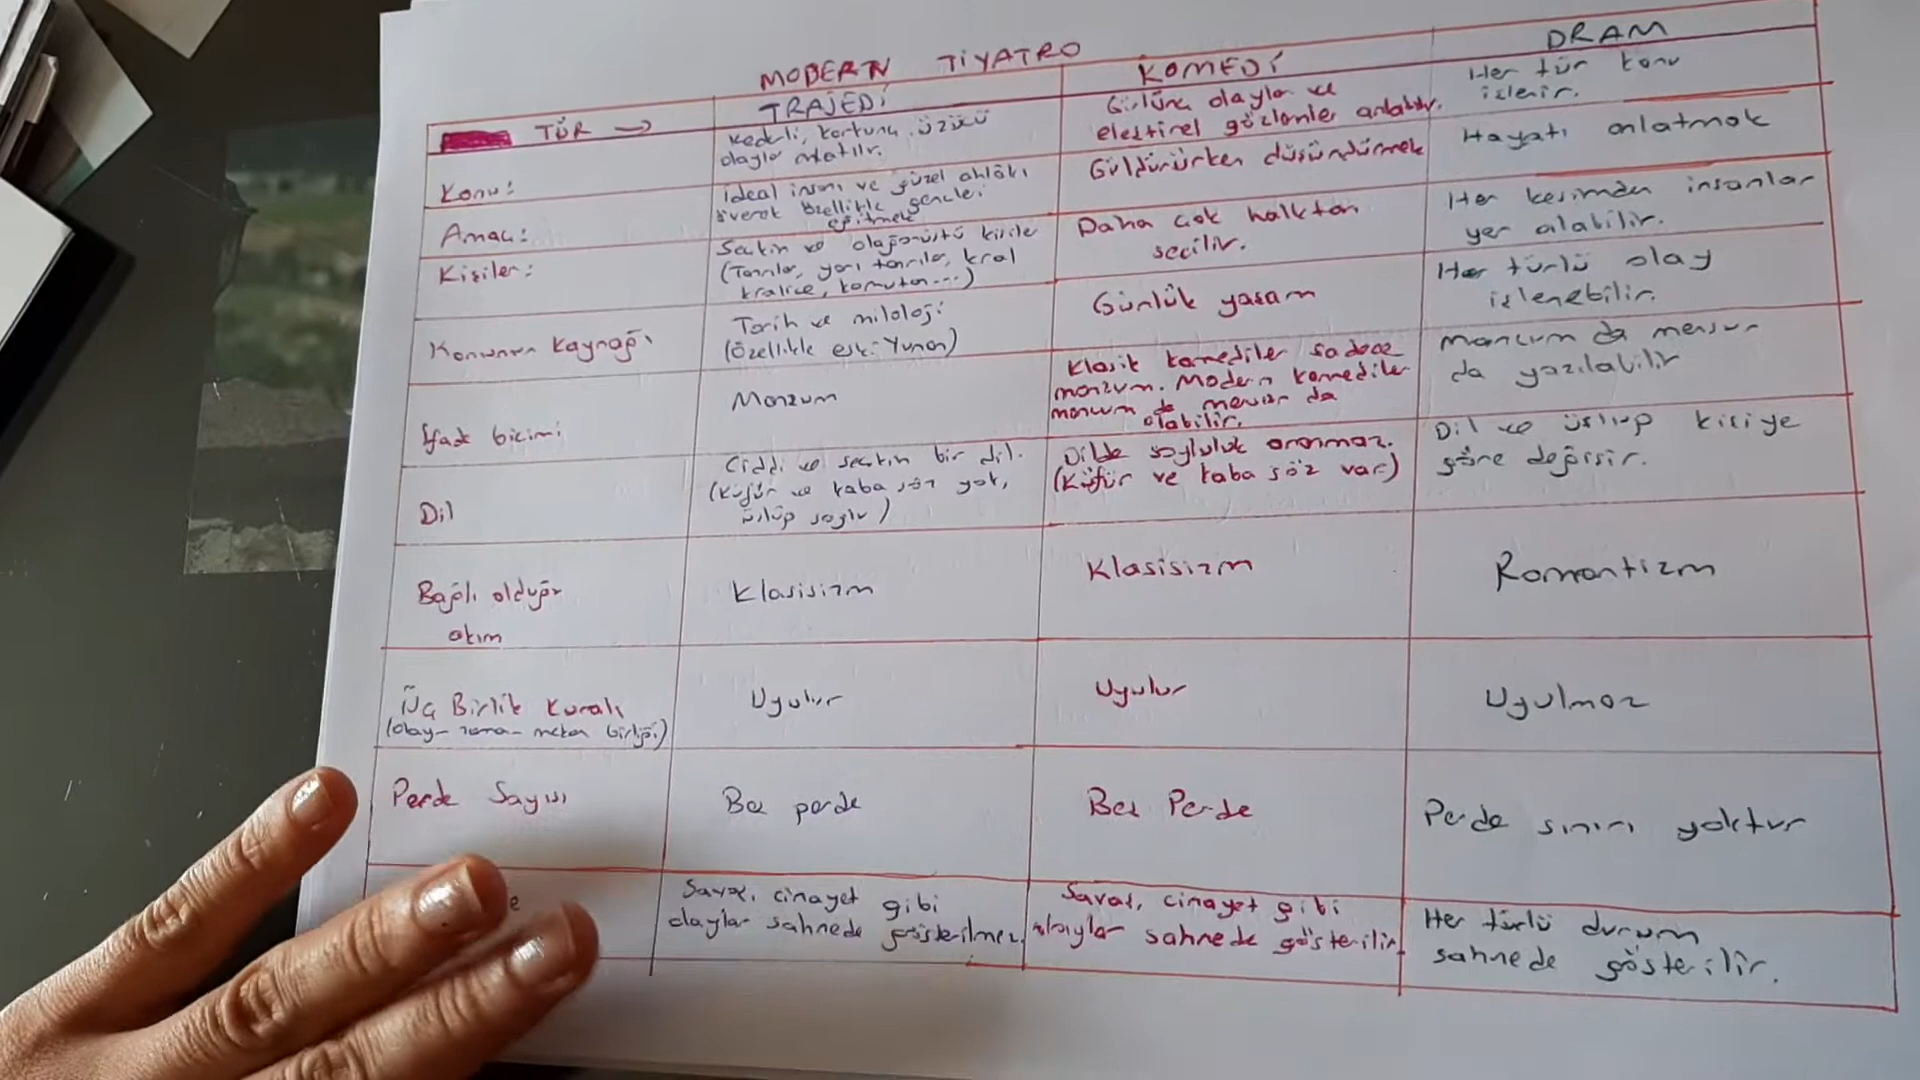 MODERN TİYATRO
TÜR → TRAJEDİ KOMEDİ DRAM
Konu:
Kederli, korkunç, üzücü
olaylar anlatılır.
Gülünç olaylar ve
eleştirel gözlemler anlatılır.
Her tür konu
işlenir.
Amaç:
İdeal insanı ve güzel ahlâkı
överek özellikle gençleri
eğitmek
Güldürürken düşündürmek
Hayatı anlatmak
Kişiler:
Seçkin ve olağanüstü kişiler
(Tanrılar, yarı tanrılar, kral
kraliçe, komutan...)
Daha çok halktan
seçilir.
Her kesimden insanlar
yer alabilir.
Konunun Kaynağı
Tarih ve mitoloji
(Özellikle eski Yunan)
Günlük yaşam
Her türlü olay
işlenebilir.
İfade biçimi
Manzum
Klasik komediler sadece
manzum. Modern komediler
manzum de mensur da
olabilir.
manzum da mensur
da yazılabilir
Dil
Ciddi ve seçkin bir dil.
(Küfür ve kaba söz yok,
üslup soylu)
Dilde soyluluk aranmaz.
(Küfür ve kaba söz var)
Dil ve üslup kişiye
göre değişir.
Bağlı olduğu
akım
Klasisizm
Klasisizm
Romantizm
Üç Birlik Kuralı
(Olay- zaman- mekan birliği)
Uyulur
Uyulur
Uyulmaz
Perde Sayısı
Beş perde
Beş Perde
Perde sınırı yoktur
Savaş, cinayet gibi
olaylar sahnede gösterilmez.
Savaş, cinayet gibi
olaylar sahnede gösterilir
Her türlü durum
sahnede gösterilir.